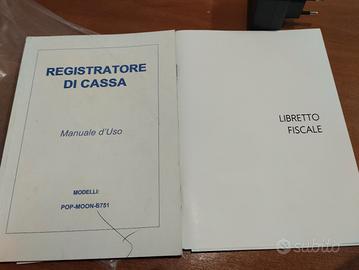 REGISTRATORE
DI CASSA
Manuale d'Uso
MODELLI:
POP-MOON-B751
LIBRETTO
FISCALE
subito